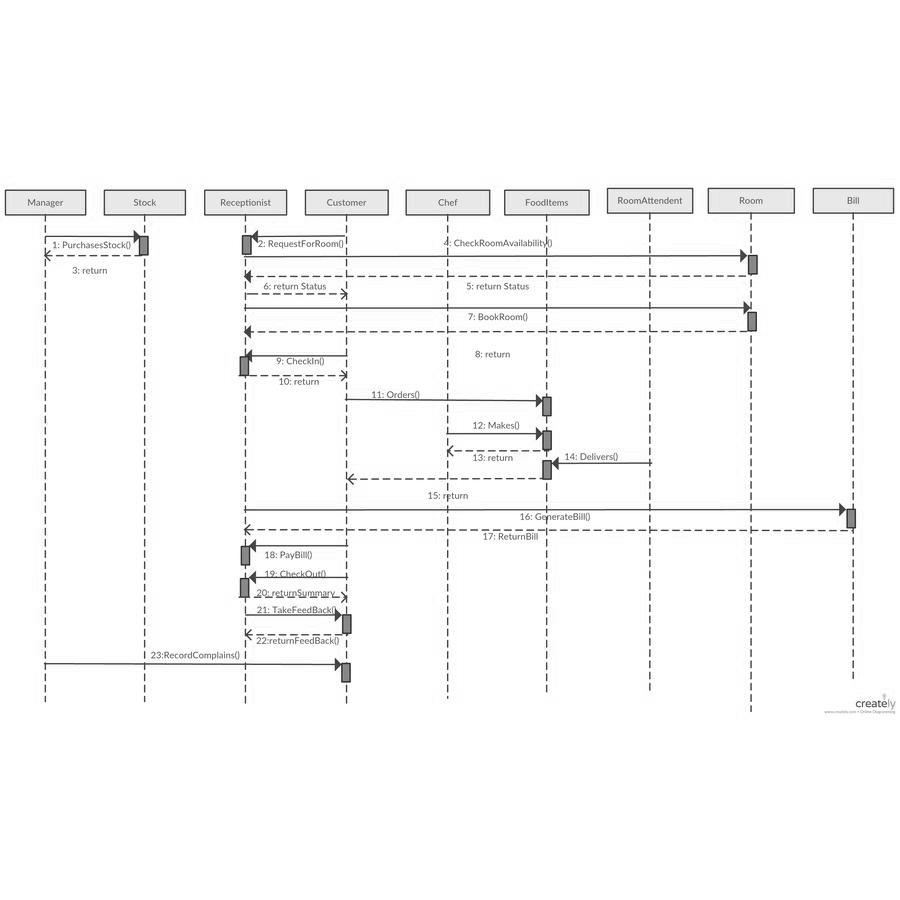 Manager
Stock
Receptionist
Customer
Chef
FoodItems
RoomAttendent
Room
Bill
1: PurchasesStock()
2: RequestForRoom()
4: CheckRoomAvailability()
3: return
6: return Status
5: return Status
7: BookRoom()
8: return
9: CheckIn()
10: return
11: Orders()
12: Makes()
13: return
14: Delivers()
15: return
16: GenerateBill()
17: ReturnBill
18: PayBill()
19: CheckOut()
20: returnSummary
21: TakeFeedBack()
22:returnFeedBack()
23:RecordComplains()
creately
www.creately.com • Online Diagramming